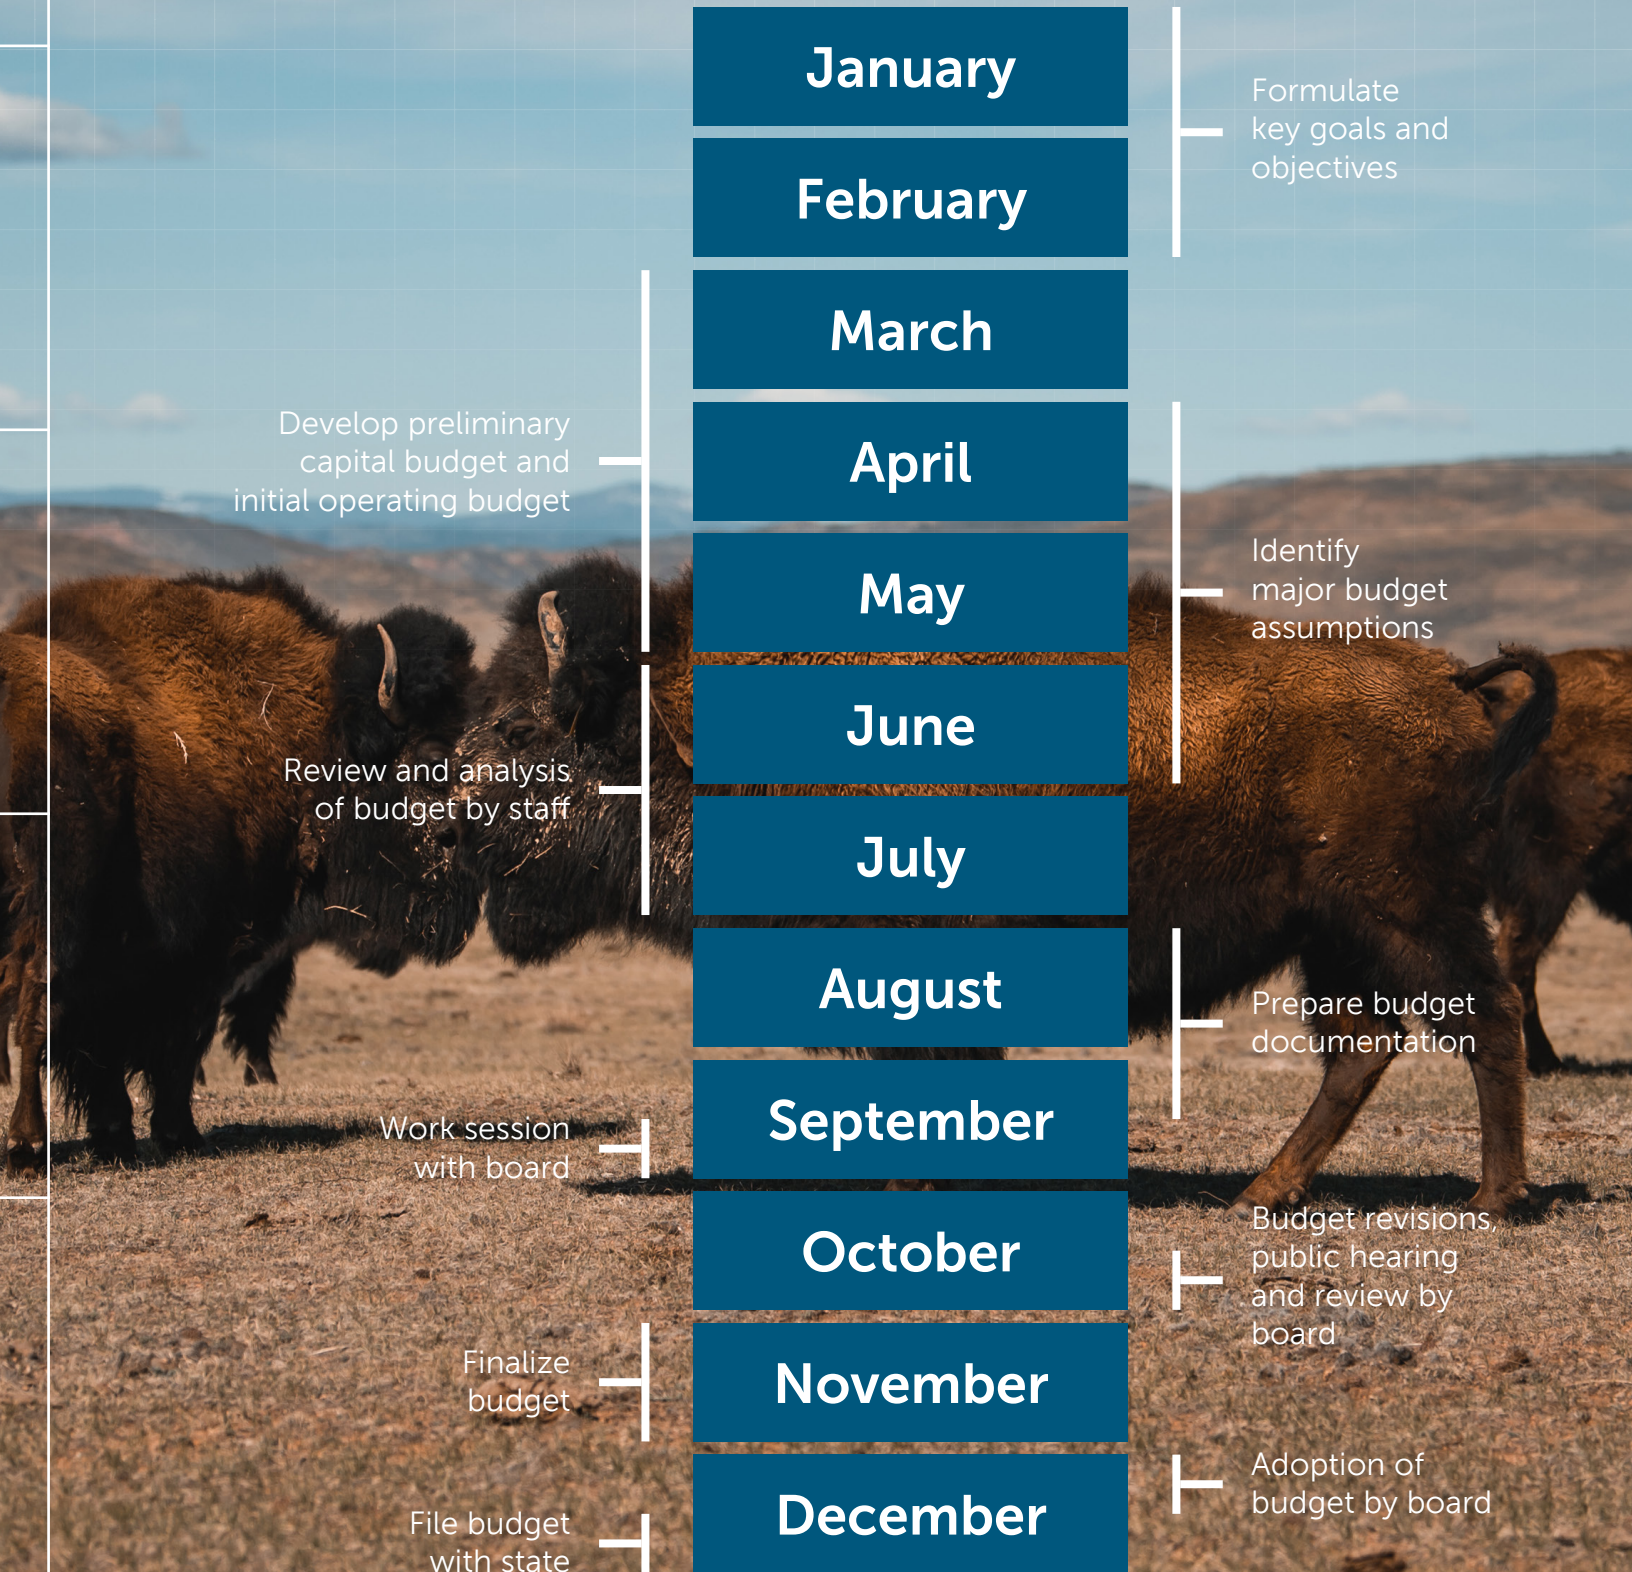 January
Formulate
key goals and
objectives
February
March
Develop preliminary
capital budget and
initial operating budget
April
May
Identify
major budget
assumptions
June
Review and analysis
of budget by staff
July
August
Prepare budget
documentation
September
Work session
with board
October
Budget revisions,
public hearing
and review by
board
November
Finalize
budget
December
Adoption of
budget by board
File budget
with state